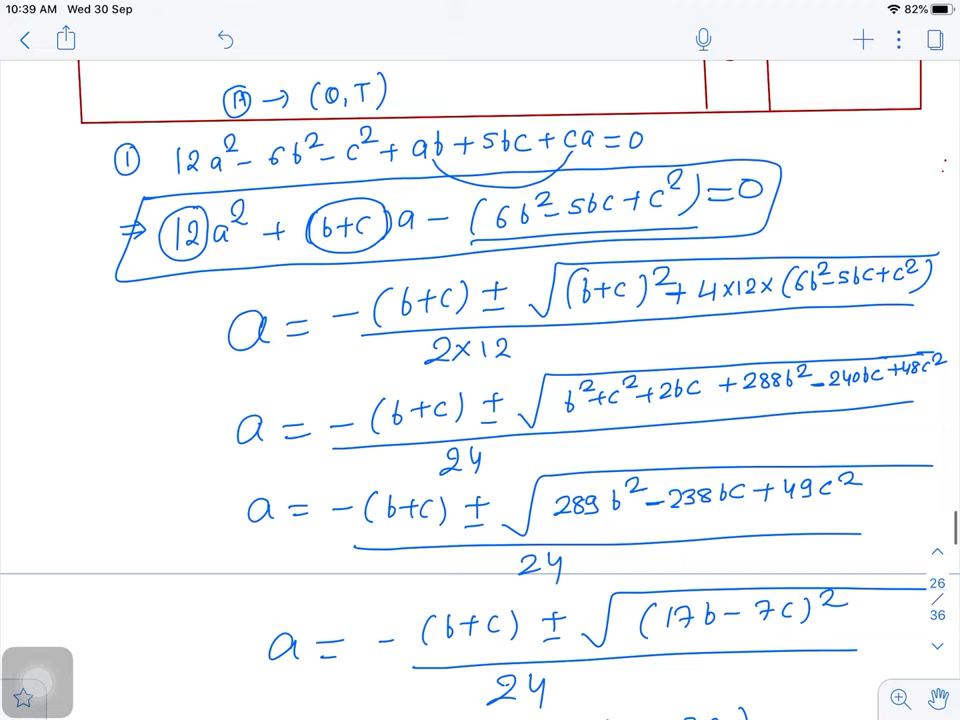 10:39 AM Wed 30 Sep 82%
(A) → (O,T)
① 12a² - 6b² - c² + ab + 5bc + ca = 0
⇒ 12a² + (b+c)a - (6b² - 5bc + c²) = 0
a = -(b+c) ± √(b+c)² + 4×12×(6b² - 5bc + c²)
2×12
a = -(b+c) ± √b² + c² + 2bc + 288b² - 240bc + 48c²
24
a = -(b+c) ± √289b² - 238bc + 49c²
24
26
/
36
a = -(b+c) ± √(17b - 7c)²
24